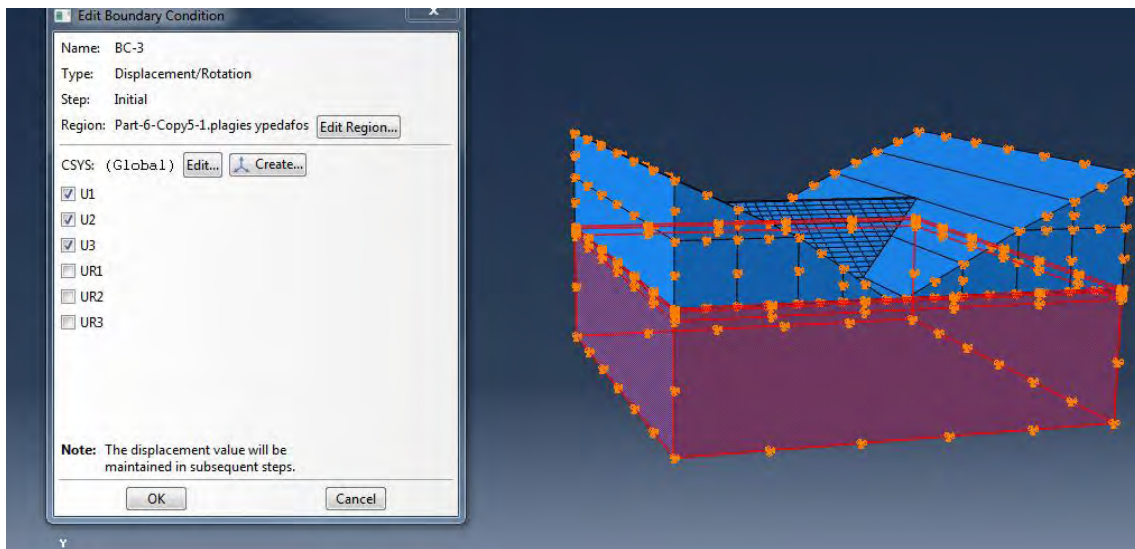 Edit Boundary Condition
X
Name: BC-3
Type: Displacement/Rotation
Step: Initial
Region: Part-6-Copy5-1.plagies ypedafos Edit Region...
CSYS: (Global) Edit... Create...
U1
U2
U3
UR1
UR2
UR3
Note: The displacement value will be
maintained in subsequent steps.
OK Cancel
Y